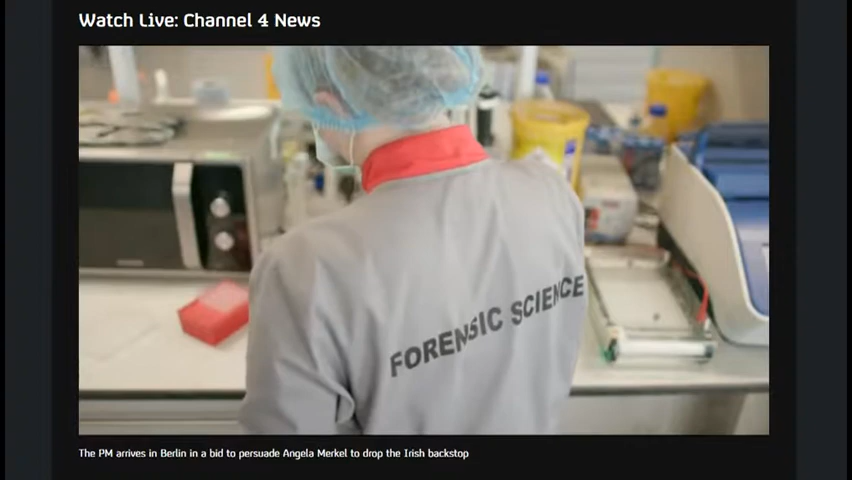 Watch Live: Channel 4 News
FORENSIC SCIENCE
The PM arrives in Berlin in a bid to persuade Angela Merkel to drop the Irish backstop